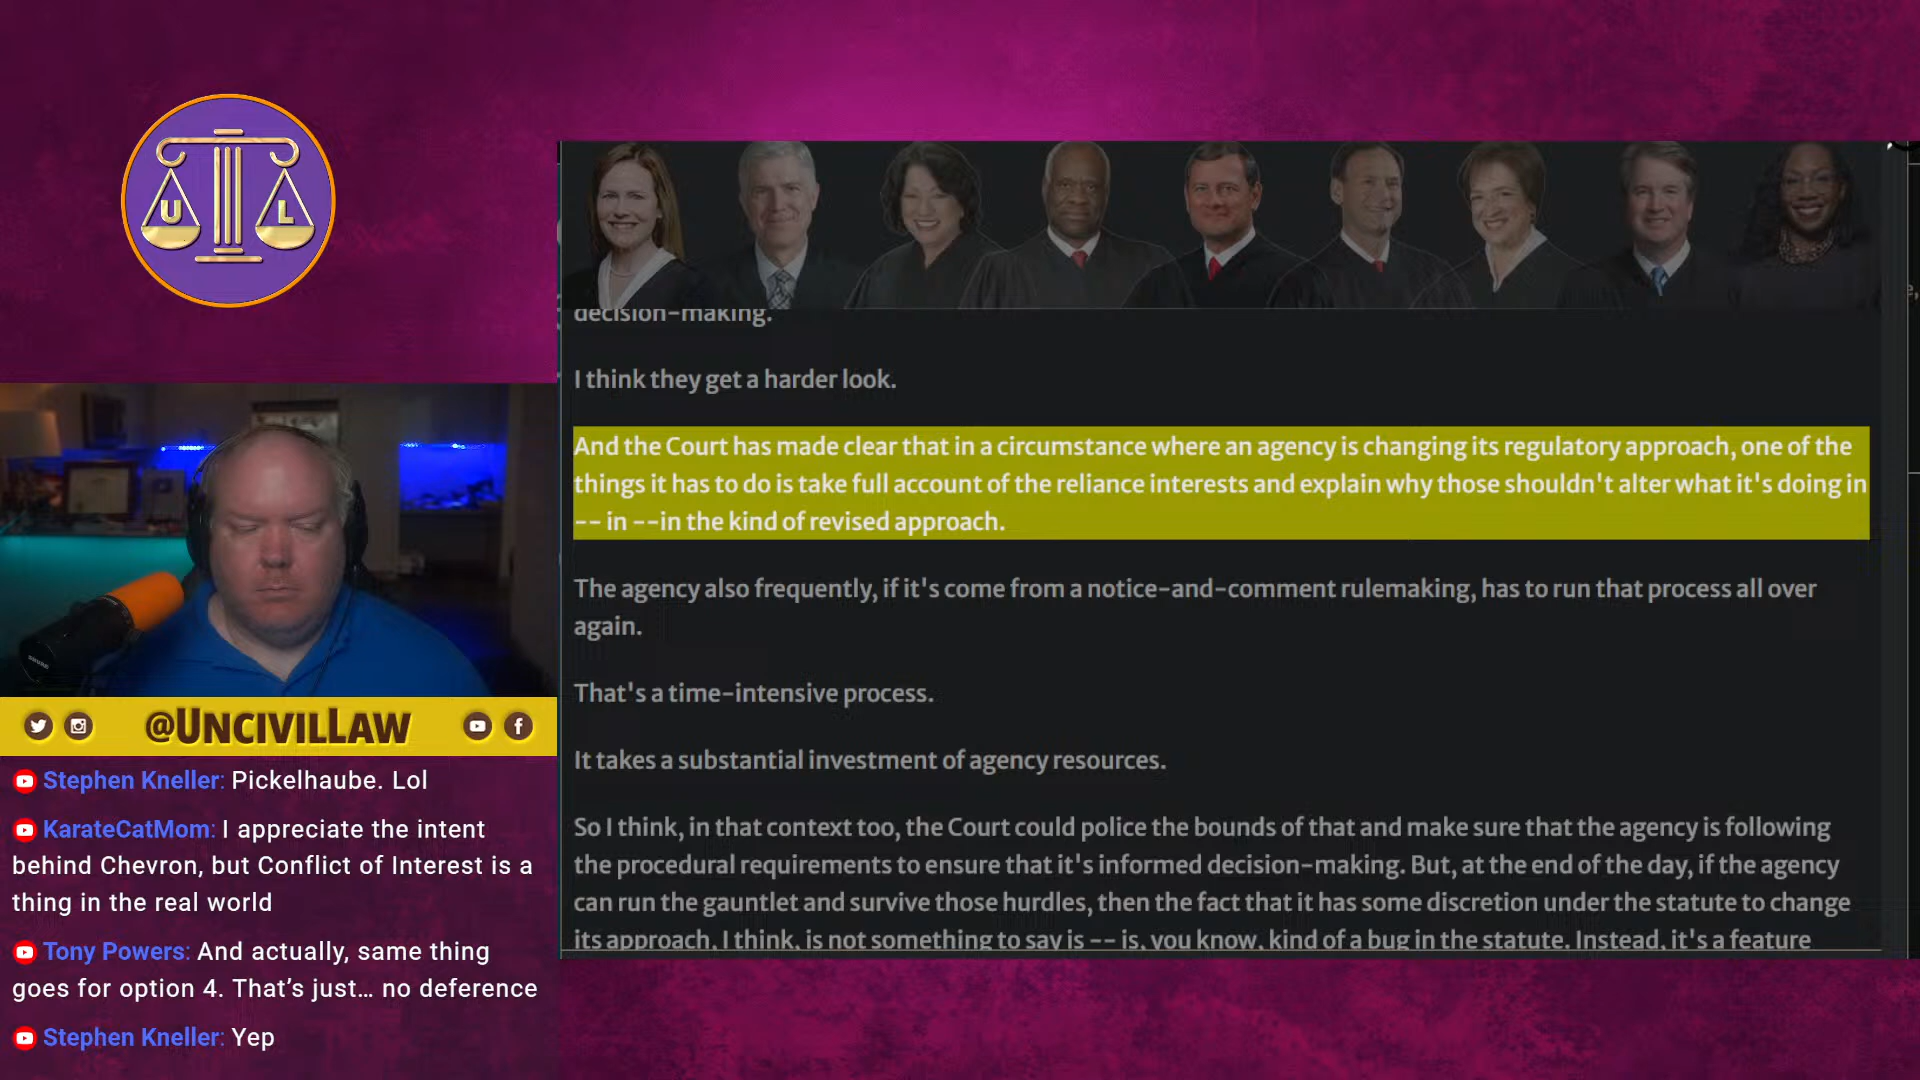 U L
decision-making.
I think they get a harder look.
And the Court has made clear that in a circumstance where an agency is changing its regulatory approach, one of the
things it has to do is take full account of the reliance interests and explain why those shouldn't alter what it's doing in
-- in --in the kind of revised approach.
The agency also frequently, if it's come from a notice-and-comment rulemaking, has to run that process all over
again.
That's a time-intensive process.
It takes a substantial investment of agency resources.
So I think, in that context too, the Court could police the bounds of that and make sure that the agency is following
the procedural requirements to ensure that it's informed decision-making. But, at the end of the day, if the agency
can run the gauntlet and survive those hurdles, then the fact that it has some discretion under the statute to change
its approach, I think, is not something to say is -- is, you know, kind of a bug in the statute. Instead, it's a feature
SHURE
@UNCIVILLAW
Stephen Kneller: Pickelhaube. Lol
KarateCatMom: I appreciate the intent
behind Chevron, but Conflict of Interest is a
thing in the real world
Tony Powers: And actually, same thing
goes for option 4. That's just... no deference
Stephen Kneller: Yep